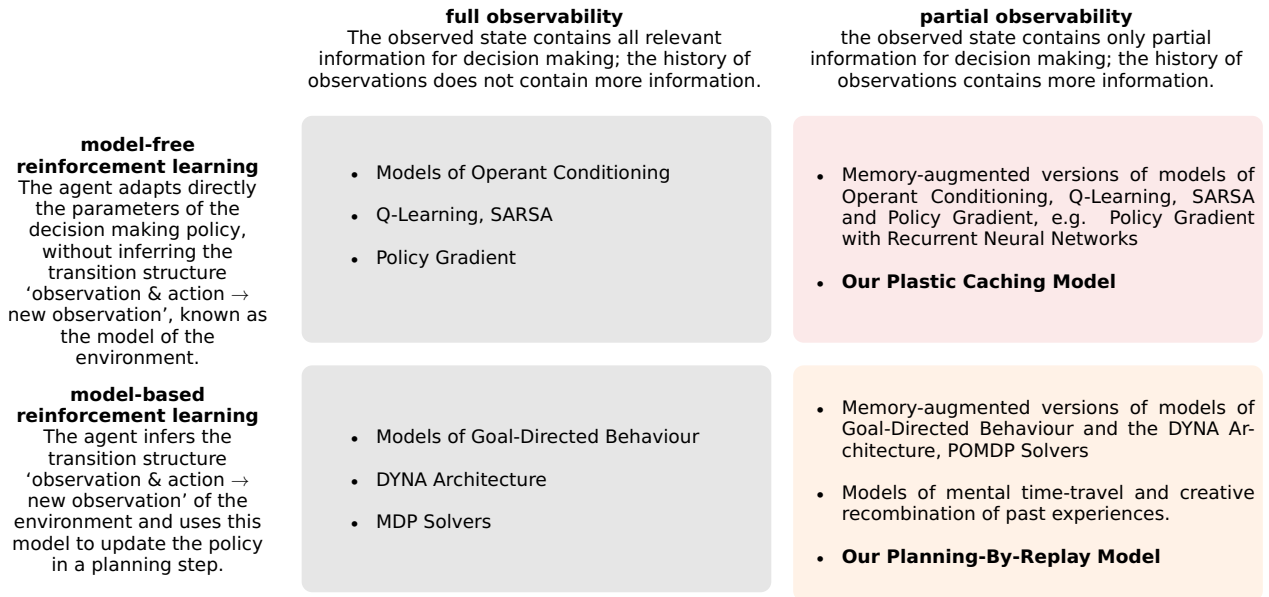 full observability
The observed state contains all relevant
information for decision making; the history of
observations does not contain more information.
partial observability
the observed state contains only partial
information for decision making; the history of
observations contains more information.
model-free
reinforcement learning
The agent adapts directly
the parameters of the
decision making policy,
without inferring the
transition structure
‘observation & action →
new observation’, known as
the model of the
environment.
• Models of Operant Conditioning
• Q-Learning, SARSA
• Policy Gradient
• Memory-augmented versions of models of
Operant Conditioning, Q-Learning, SARSA
and Policy Gradient, e.g. Policy Gradient
with Recurrent Neural Networks
• Our Plastic Caching Model
model-based
reinforcement learning
The agent infers the
transition structure
‘observation & action →
new observation’ of the
environment and uses this
model to update the policy
in a planning step.
• Models of Goal-Directed Behaviour
• DYNA Architecture
• MDP Solvers
• Memory-augmented versions of models of
Goal-Directed Behaviour and the DYNA Ar-
chitecture, POMDP Solvers
• Models of mental time-travel and creative
recombination of past experiences.
• Our Planning-By-Replay Model